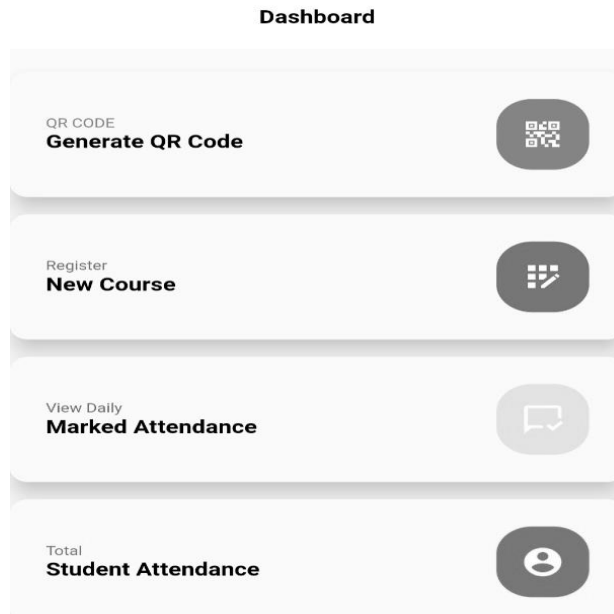 Dashboard
QR CODE
Generate QR Code
Register
New Course
View Daily
Marked Attendance
Total
Student Attendance